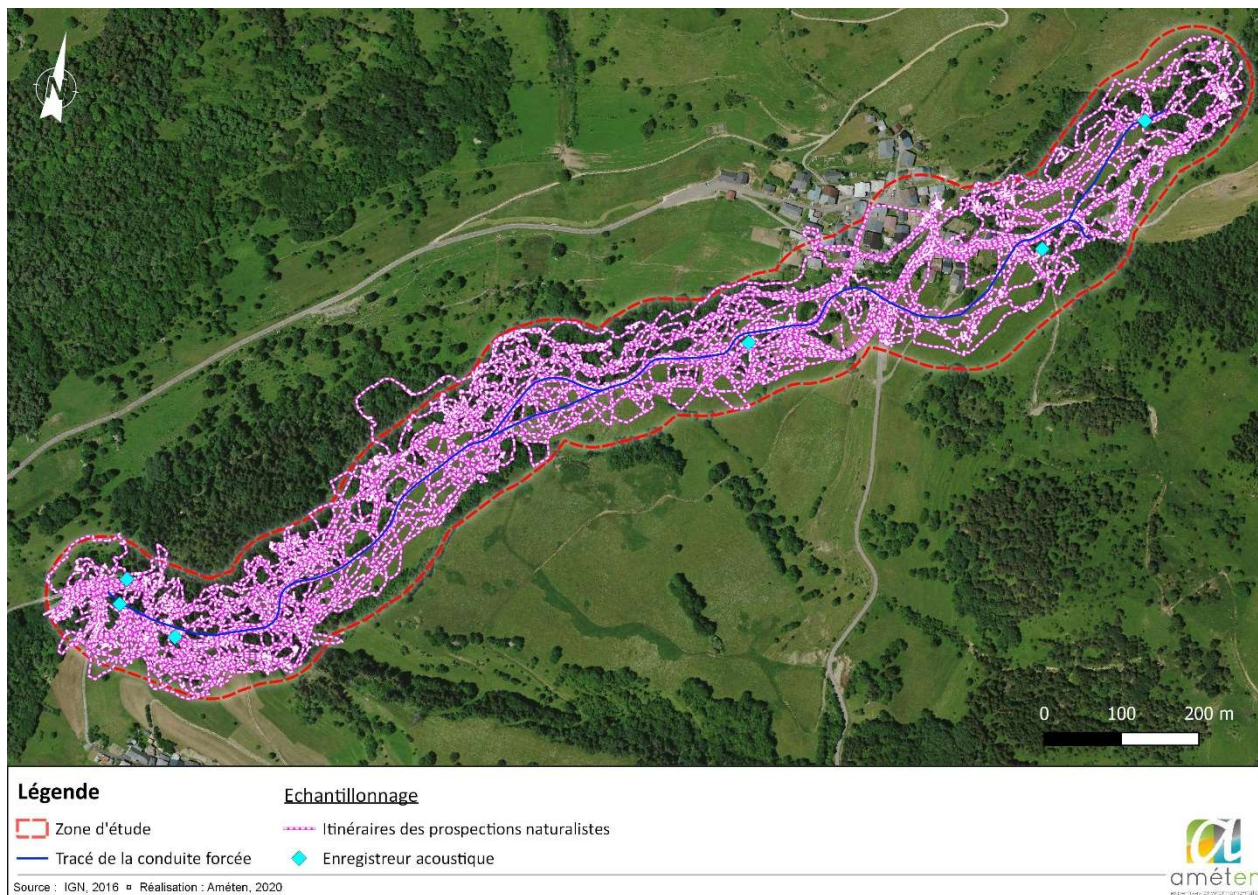 N
0 100 200 m
Légende
Echantillonnage
Zone d'étude
Itinéraires des prospections naturalistes
Tracé de la conduite forcée
Enregistreur acoustique
améten
Source : IGN, 2016 ¤ Réalisation : Améten, 2020